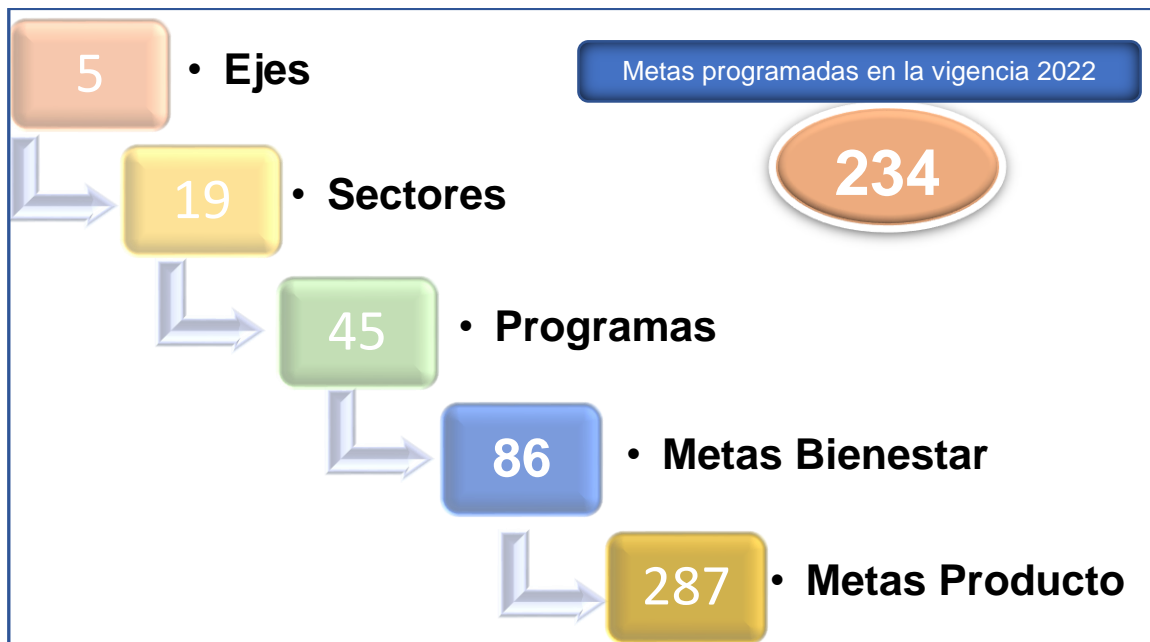 5
• Ejes
Metas programadas en la vigencia 2022
234
19
• Sectores
45
• Programas
86
• Metas Bienestar
287
• Metas Producto